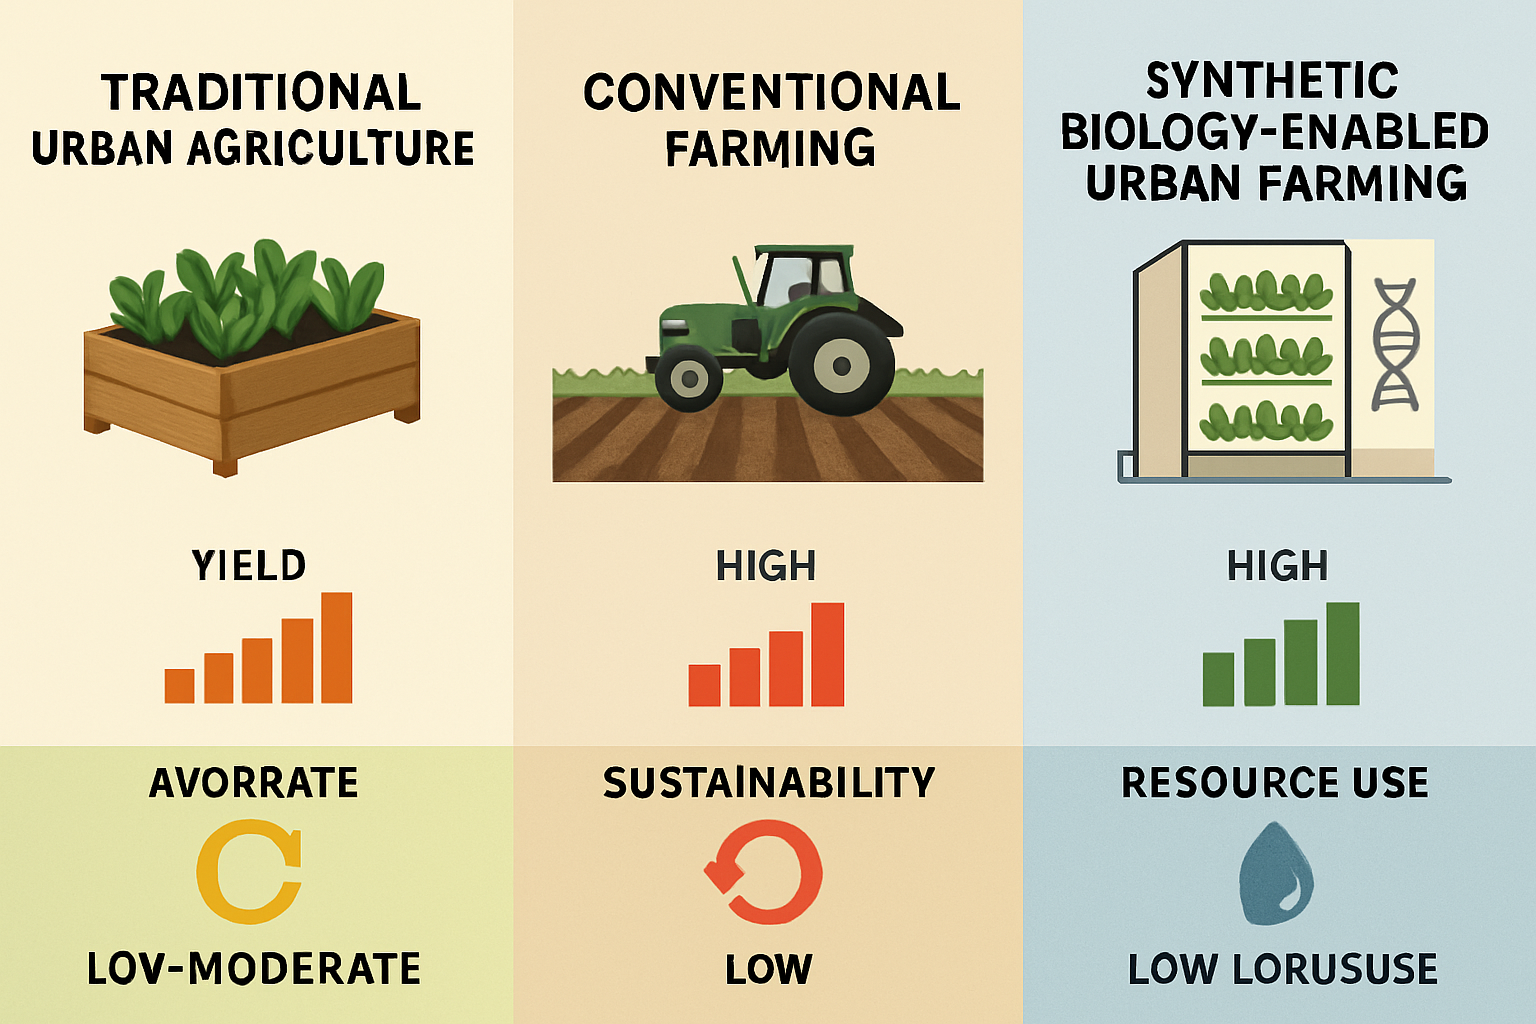 TRADITIONAL
URBAN AGRICULTURE
YIELD
AVORRATE
LOV-MODERATE
CONVENTIONAL
FARMING
HIGH
SUSTAINABILITY
LOW
SYNTHETIC
BIOLOGY-ENABLED
URBAN FARMING
HIGH
RESOURCE USE
LOW LORUSUSE